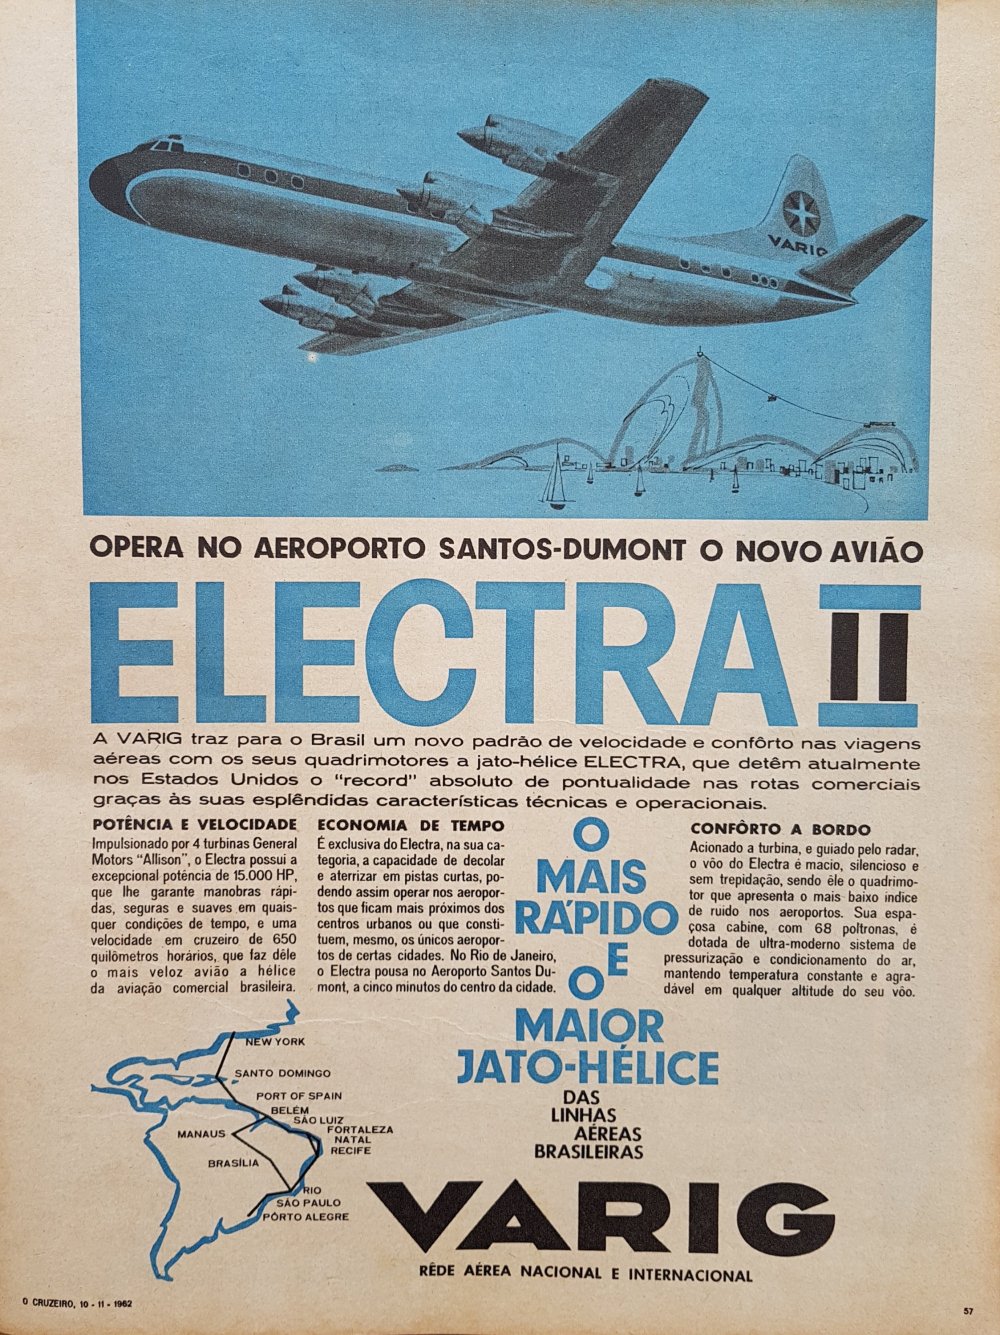 VARIG
OPERA NO AEROPORTO SANTOS-DUMONT O NOVO AVIÃO
ELECTRA II
A VARIG traz para o Brasil um novo padrão de velocidade e confôrto nas viagens
aéreas com os seus quadrimotores a jato-hélice ELECTRA, que detêm atualmente
nos Estados Unidos o "record" absoluto de pontualidade nas rotas comerciais
graças às suas esplêndidas características técnicas e operacionais.
POTÊNCIA E VELOCIDADE
Impulsionado por 4 turbinas General
Motors "Allison", o Electra possui a
excepcional potência de 15.000 HP,
que lhe garante manobras rápi-
das, seguras e suaves em quais-
quer condições de tempo, e uma
velocidade em cruzeiro de 650
quilômetros horários, que faz dêle
o mais veloz avião a hélice
da aviação comercial brasileira.
ECONOMIA DE TEMPO
É exclusiva do Electra, na sua ca-
tegoria, a capacidade de decolar
e aterrizar em pistas curtas, po-
dendo assim operar nos aeropor-
tos que ficam mais próximos dos
centros urbanos ou que consti-
tuem, mesmo, os únicos aeropor-
tos de certas cidades. No Rio de Janeiro,
o Electra pousa no Aeroporto Santos Du-
mont, a cinco minutos do centro da cidade.
O
MAIS
RÁPIDO
E
O
MAIOR
JATO-HÉLICE
DAS
LINHAS
AÉREAS
BRASILEIRAS
CONFÔRTO A BORDO
Acionado a turbina, e guiado pelo radar,
o vôo do Electra é macio, silencioso e
sem trepidação, sendo êle o quadrimo-
tor que apresenta o mais baixo índice
de ruido nos aeroportos. Sua espa-
çosa cabine, com 68 poltronas, é
dotada de ultra-moderno sistema de
pressurização e condicionamento do ar,
mantendo temperatura constante e agra-
dável em qualquer altitude do seu vôo.
NEW YORK
SANTO DOMINGO
PORT OF SPAIN
BELÉM
SÃO LUIZ
FORTALEZA
MANAUS
NATAL
RECIFE
BRASÍLIA
RIO
SÃO PAULO
PÔRTO ALEGRE
VARIG
RÊDE AÉREA NACIONAL E INTERNACIONAL
O CRUZEIRO, 10 - 11 - 1962
57